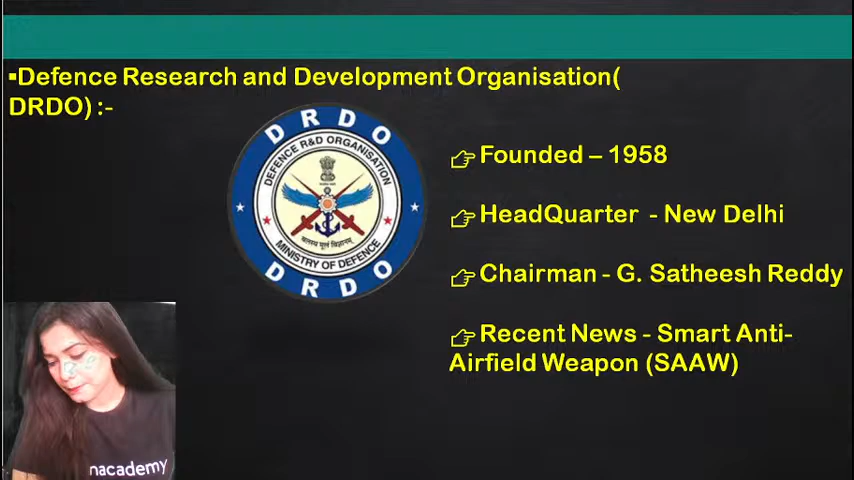 ▪Defence Research and Development Organisation(
DRDO) :-
DRDO
DEFENCE R&D ORGANISATION
MINISTRY OF DEFENCE
DRDO
Founded – 1958
HeadQuarter - New Delhi
Chairman - G. Satheesh Reddy
Recent News - Smart Anti-
Airfield Weapon (SAAW)
nacademy